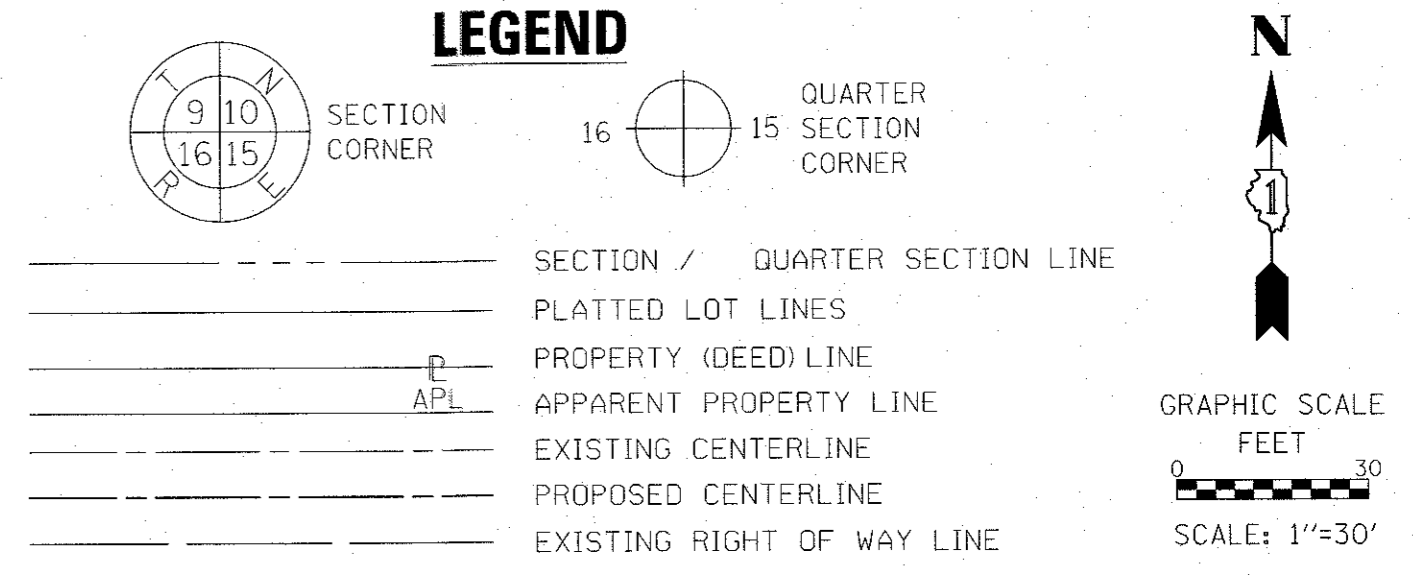 LEGEND
N
T N
9 10
16 15
R E
SECTION
CORNER
16 15
QUARTER
SECTION
CORNER
1
SECTION / QUARTER SECTION LINE
PLATTED LOT LINES
PL PROPERTY (DEED) LINE
APL APPARENT PROPERTY LINE
EXISTING CENTERLINE
PROPOSED CENTERLINE
EXISTING RIGHT OF WAY LINE
GRAPHIC SCALE
FEET
0 30
SCALE: 1''=30'